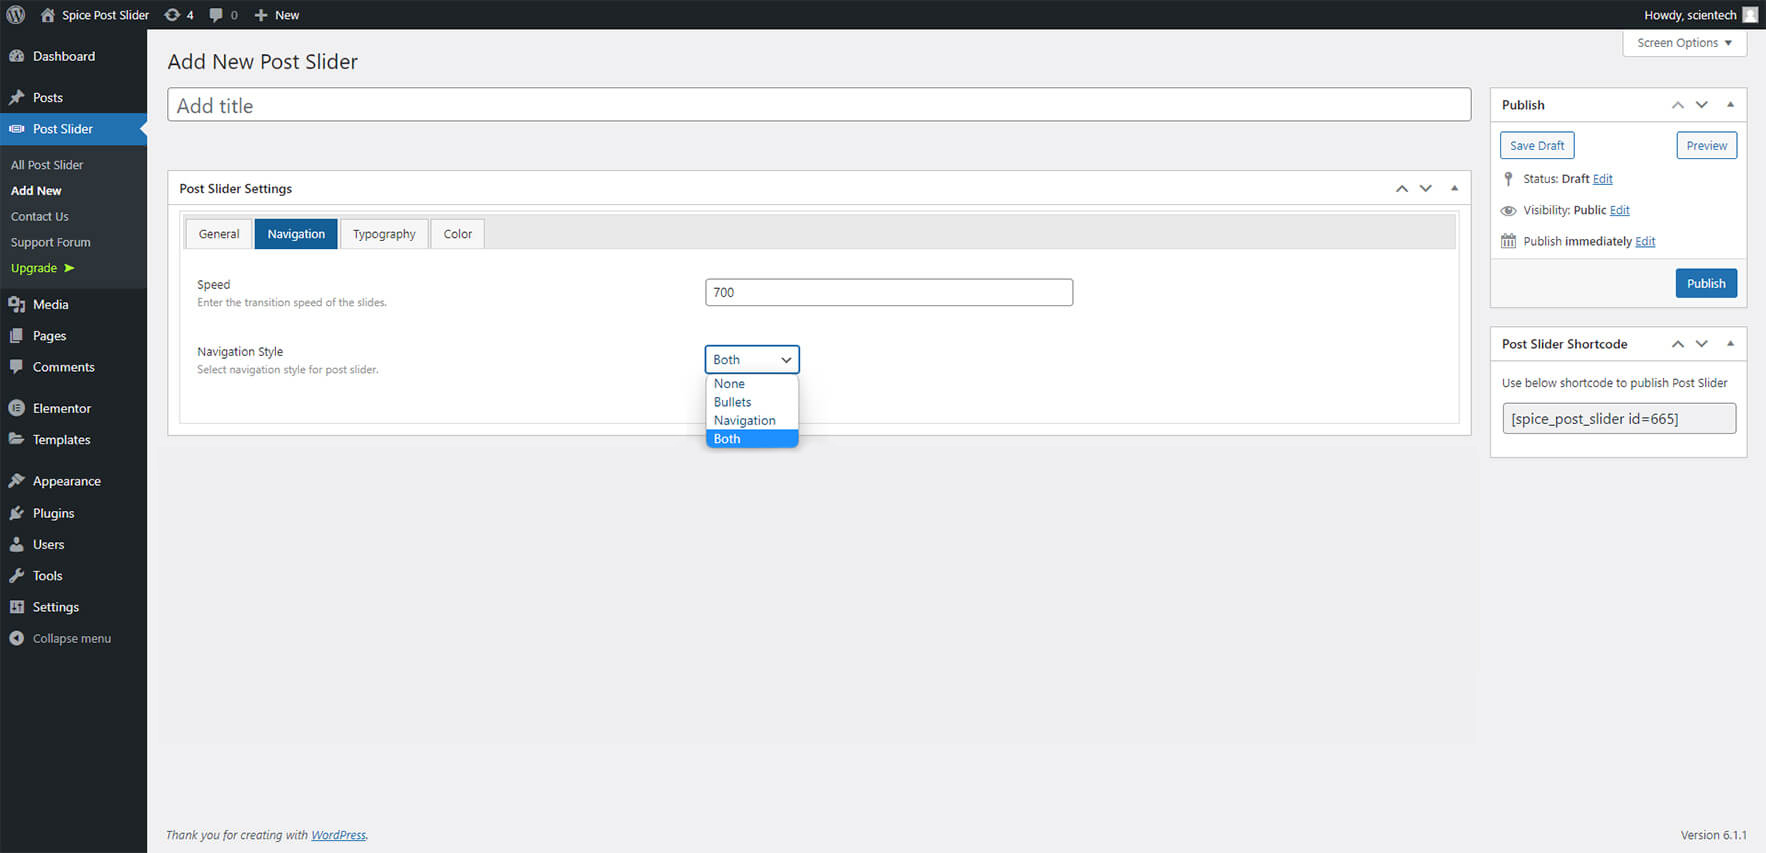 Spice Post Slider 4 0 New Howdy, scientech
Screen Options
Dashboard
Posts
Post Slider
All Post Slider
Add New
Contact Us
Support Forum
Upgrade
Media
Pages
Comments
Elementor
Templates
Appearance
Plugins
Users
Tools
Settings
Collapse menu
Add New Post Slider
Add title
Post Slider Settings
General Navigation Typography Color
Speed
Enter the transition speed of the slides.
700
Navigation Style
Select navigation style for post slider.
Both
None
Bullets
Navigation
Both
Publish
Save Draft Preview
Status: Draft Edit
Visibility: Public Edit
Publish immediately Edit
Publish
Post Slider Shortcode
Use below shortcode to publish Post Slider
[spice_post_slider id=665]
Thank you for creating with WordPress.
Version 6.1.1